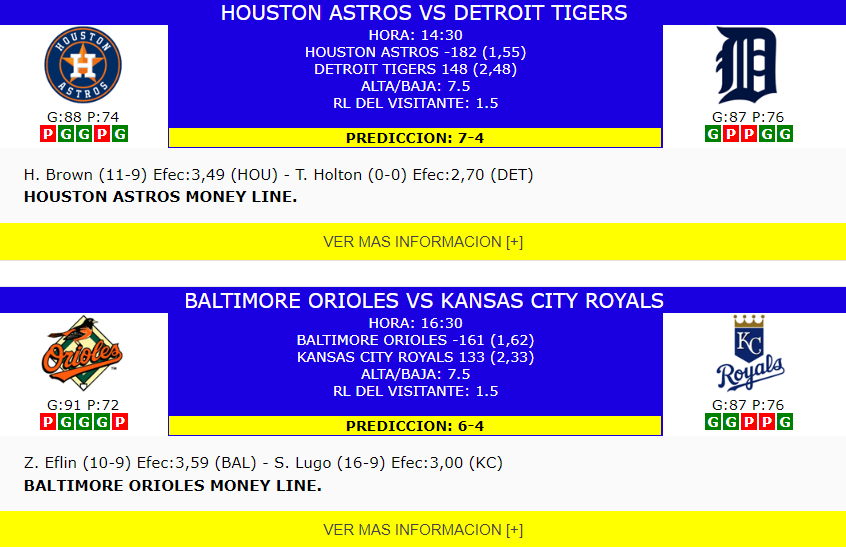 HOUSTON ASTROS VS DETROIT TIGERS
HOUSTON
H
ASTROS
G:88 P:74
P G G P G
HORA: 14:30
HOUSTON ASTROS -182 (1,55)
DETROIT TIGERS 148 (2,48)
ALTA/BAJA: 7.5
RL DEL VISITANTE: 1.5
PREDICCION: 7-4
D
G:87 P:76
G P P G G
H. Brown (11-9) Efec:3,49 (HOU) - T. Holton (0-0) Efec:2,70 (DET)
HOUSTON ASTROS MONEY LINE.
VER MAS INFORMACION [+]
BALTIMORE ORIOLES VS KANSAS CITY ROYALS
Orioles
G:91 P:72
P G G G P
HORA: 16:30
BALTIMORE ORIOLES -161 (1,62)
KANSAS CITY ROYALS 133 (2,33)
ALTA/BAJA: 7.5
RL DEL VISITANTE: 1.5
PREDICCION: 6-4
KC
Royals
G:87 P:76
G G P P G
Z. Eflin (10-9) Efec:3,59 (BAL) - S. Lugo (16-9) Efec:3,00 (KC)
BALTIMORE ORIOLES MONEY LINE.
VER MAS INFORMACION [+]